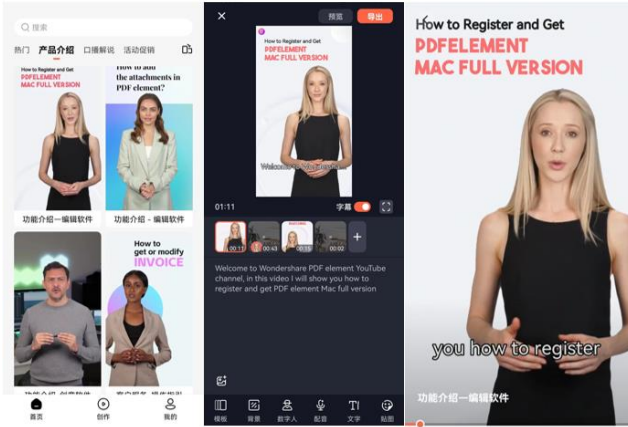 搜索
热门 产品介绍 口播解说 活动促销
How to Register and Get
PDFELEMENT
MAC FULL VERSION
功能介绍一编辑软件
How to add
the attachments in
PDF element?
功能介绍 - 编辑软件
How to
get or modify
INVOICE
首页
创作
我的
预览
导出
How to Register and Get
PDFELEMENT
MAC FULL VERSION
01:11
字幕
00:11
00:43
00:15
00:02
Welcome to Wondershare PDF element YouTube
channel, in this video I will show you how to
register and get PDF element Mac full version
模板
背景
数字人
配音
文字
贴图
How to Register and Get
PDFELEMENT
MAC FULL VERSION
you how to register
功能介绍一编辑软件